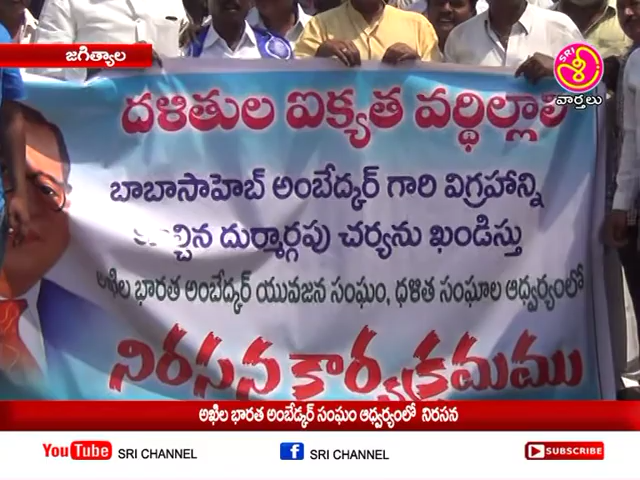 జగిత్యాల
SRI
శ్రీ
వార్తలు
దళితుల ఐక్యత వర్ధిల్లాలి
బాబాసాహెబ్ అంబేద్కర్ గారి విగ్రహాన్ని
దుర్మార్గపు చర్యను ఖండిస్తు
అఖిల భారత అంబేద్కర్ యువజన సంఘం, దళిత సంఘాల ఆధ్వర్యంలో
నిరసన కార్యక్రమము
అఖిల భారత అంబేడ్కర్ సంఘం ఆధ్వర్యంలో నిరసన
YouTube SRI CHANNEL f SRI CHANNEL SUBSCRIBE